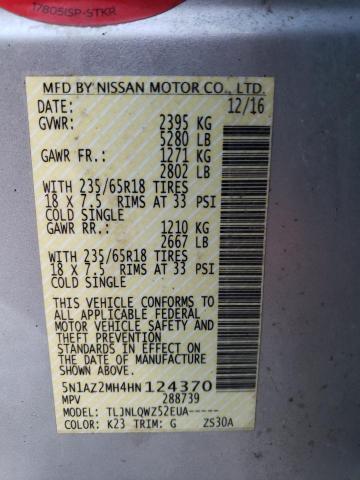 17805ISP-STKR
MFD BY NISSAN MOTOR CO., LTD.
DATE: 12/16
GVWR: 2395 KG
5280 LB
GAWR FR.: 1271 KG
2802 LB
WITH 235/65R18 TIRES
18 X 7.5 RIMS AT 33 PSI
COLD SINGLE
GAWR RR.: 1210 KG
2667 LB
WITH 235/65R18 TIRES
18 X 7.5 RIMS AT 33 PSI
COLD SINGLE
THIS VEHICLE CONFORMS TO
ALL APPLICABLE FEDERAL
MOTOR VEHICLE SAFETY
AND THEFT PREVENTION
STANDARDS IN EFFECT ON
THE DATE OF MANUFACTURE
SHOWN ABOVE.
5N1AZ2MH4HN124370
MPV 288739
MODEL: TLJNLQWZ52EUA-----
COLOR: K23 TRIM: G ZS30A